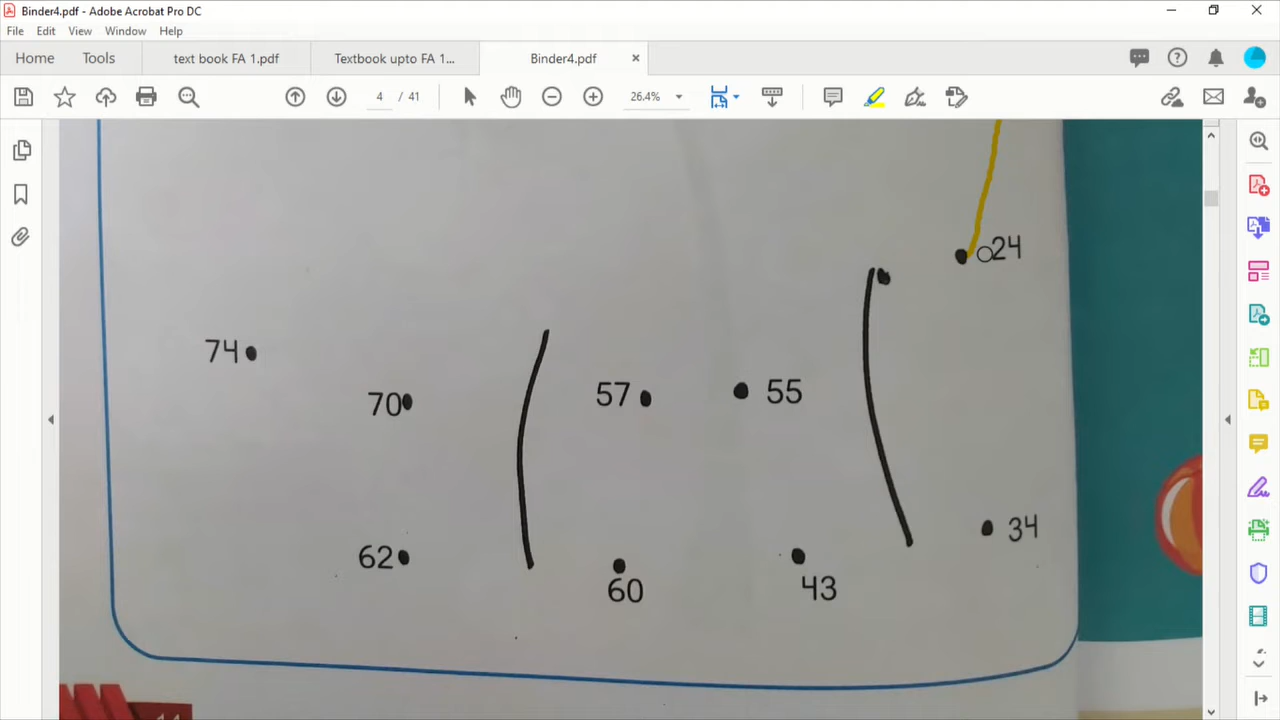 Binder4.pdf - Adobe Acrobat Pro DC
File Edit View Window Help
Home Tools text book FA 1.pdf Textbook upto FA 1... Binder4.pdf
4 / 41 26.4%
24
74
57 55
70
34
62
60 43